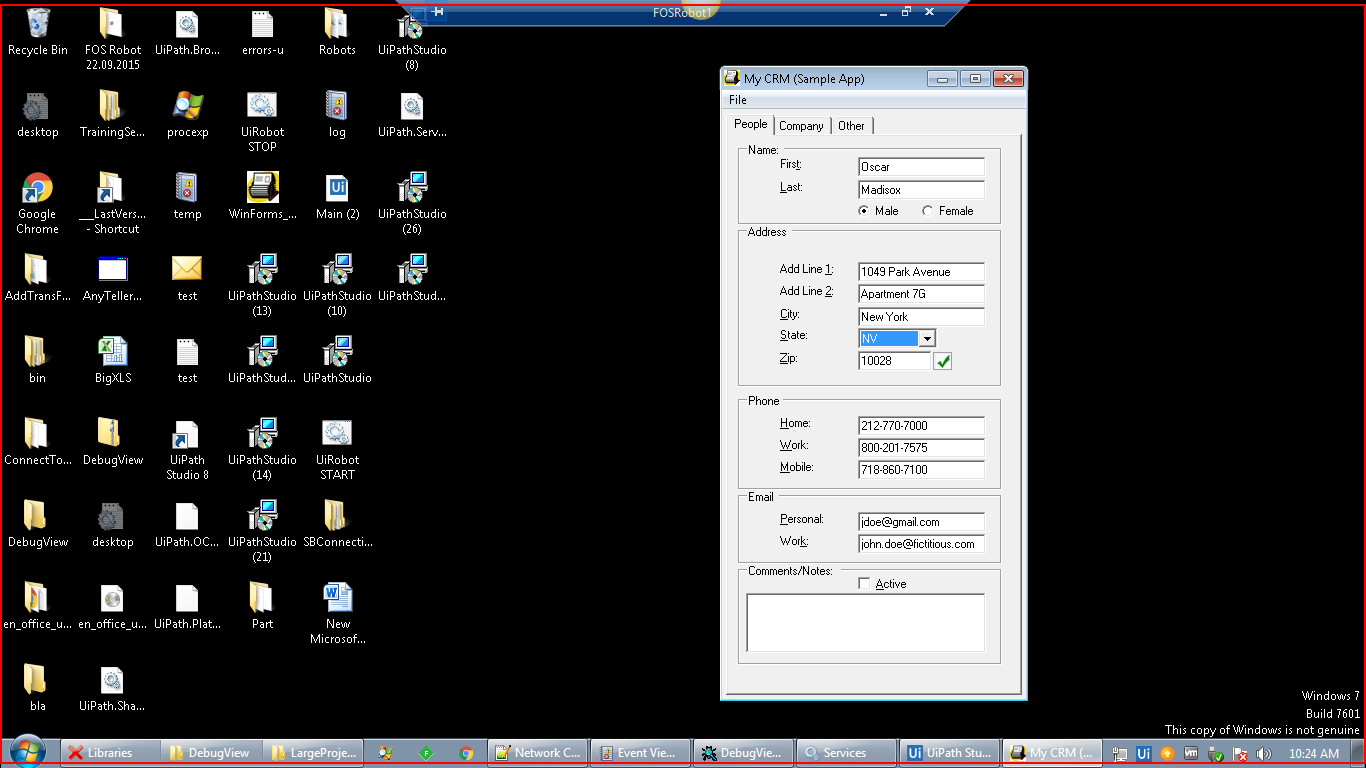 FOSRobot1
Recycle Bin
FOS Robot
22.09.2015
UiPath.Bro...
errors-u
Robots
UiPathStudio
(8)
desktop
TrainingSe...
procexp
UiRobot
STOP
log
UiPath.Serv...
Google
Chrome
___LastVers...
- Shortcut
temp
WinForms_...
Main (2)
UiPathStudio
(26)
AddTransF...
AnyTeller...
test
UiPathStudio
(13)
UiPathStudio
(10)
UiPathStud...
bin
BigXLS
test
UiPathStud...
UiPathStudio
ConnectTo...
DebugView
UiPath
Studio 8
UiPathStudio
(14)
UiRobot
START
DebugView
desktop
UiPath.OC...
UiPathStudio
(21)
SBConnecti...
en_office_u...
en_office_u...
UiPath.Plat...
Part
New
Microsof...
bla
UiPath.Sha...
My CRM (Sample App)
File
People
Company
Other
Name:
First:
Oscar
Last:
Madisox
Male
Female
Address
Add Line 1:
1049 Park Avenue
Add Line 2:
Apartment 7G
City:
New York
State:
NV
Zip:
10028
Phone
Home:
212-770-7000
Work:
800-201-7575
Mobile:
718-860-7100
Email
Personal:
jdoe@gmail.com
Work:
john.doe@fictitious.com
Comments/Notes:
Active
Windows 7
Build 7601
This copy of Windows is not genuine
Libraries
DebugView
LargeProje...
Network C...
Event View...
DebugVie...
Services
UiPath Stu...
My CRM (...
10:24 AM